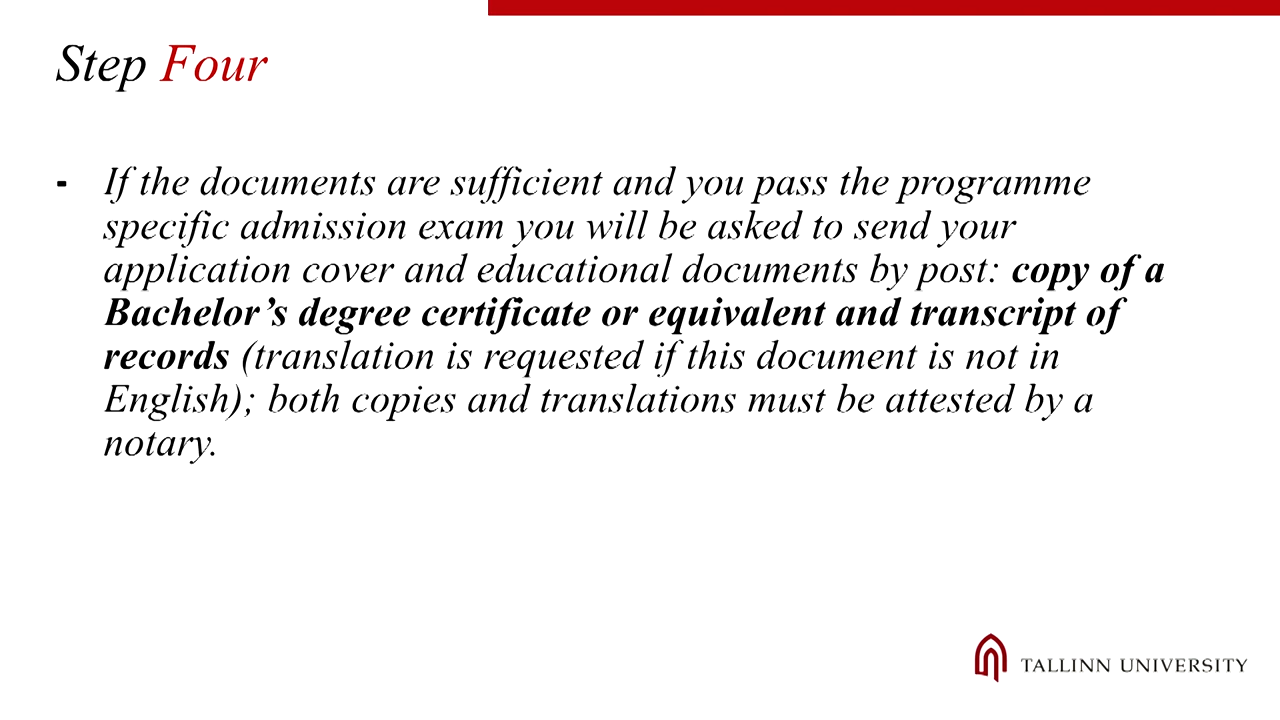 Step Four
- If the documents are sufficient and you pass the programme
specific admission exam you will be asked to send your
application cover and educational documents by post: copy of a
Bachelor’s degree certificate or equivalent and transcript of
records (translation is requested if this document is not in
English); both copies and translations must be attested by a
notary.
TALLINN UNIVERSITY